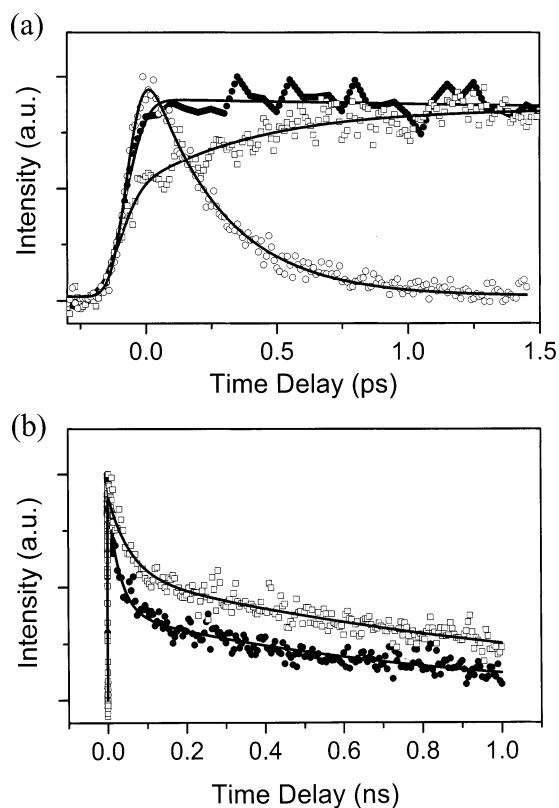 (a)
Intensity (a.u.)
0.0 0.5 1.0 1.5
Time Delay (ps)
(b)
Intensity (a.u.)
0.0 0.2 0.4 0.6 0.8 1.0
Time Delay (ns)